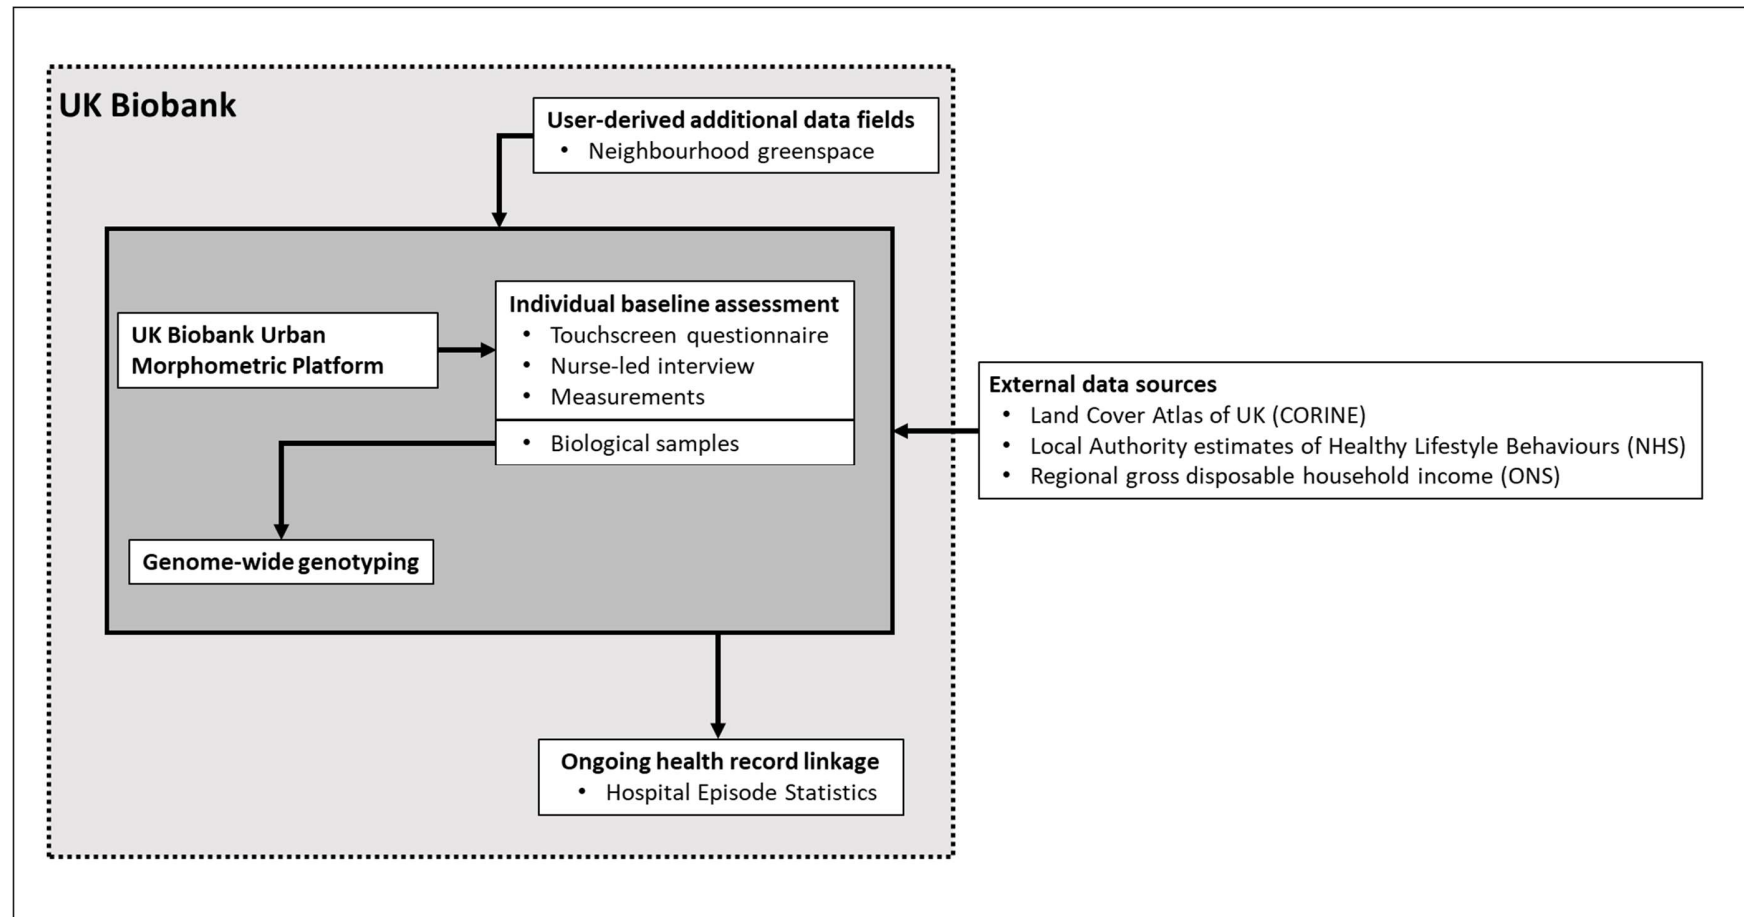 UK Biobank
User-derived additional data fields
• Neighbourhood greenspace
UK Biobank Urban
Morphometric Platform
Individual baseline assessment
• Touchscreen questionnaire
• Nurse-led interview
• Measurements
• Biological samples
Genome-wide genotyping
External data sources
• Land Cover Atlas of UK (CORINE)
• Local Authority estimates of Healthy Lifestyle Behaviours (NHS)
• Regional gross disposable household income (ONS)
Ongoing health record linkage
• Hospital Episode Statistics